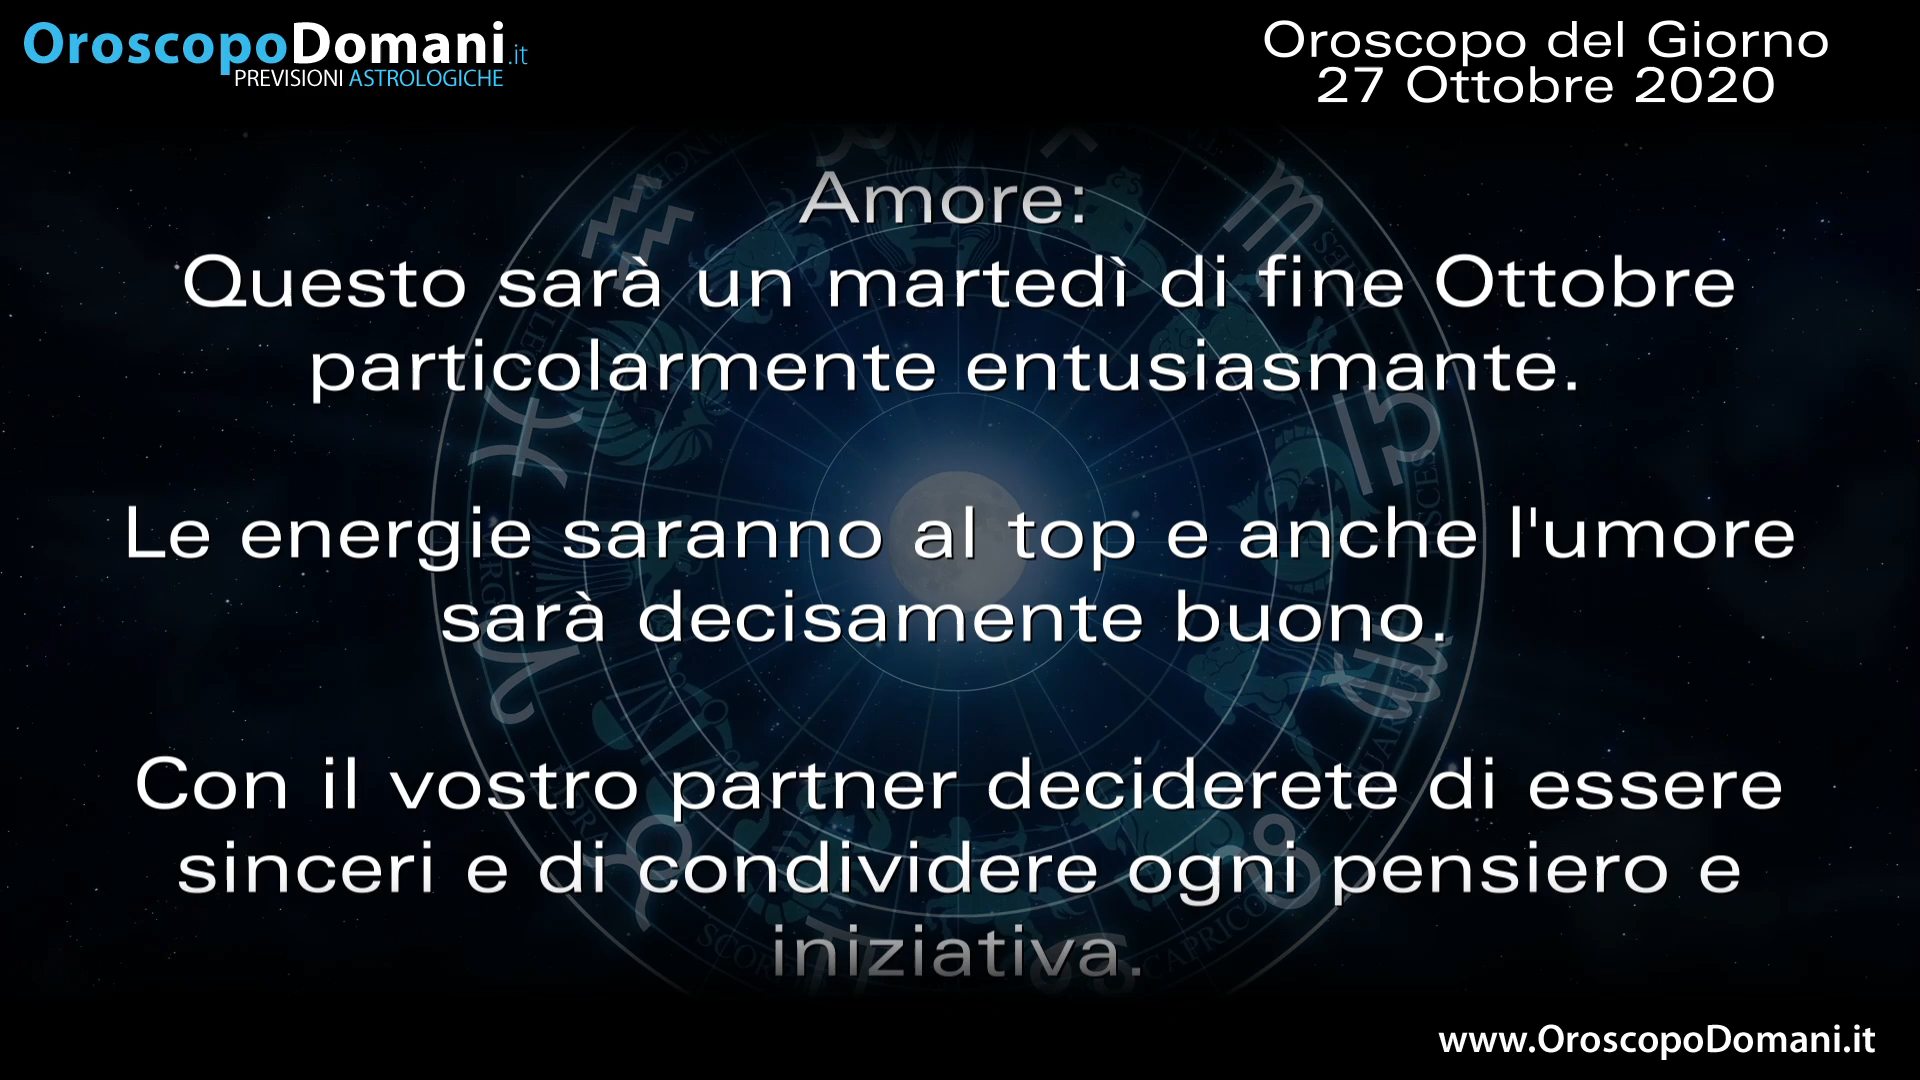 OroscopoDomani.it
PREVISIONI ASTROLOGICHE
Oroscopo del Giorno
27 Ottobre 2020
Amore:
Questo sarà un martedì di fine Ottobre
particolarmente entusiasmante.
Le energie saranno al top e anche l'umore
sarà decisamente buono.
Con il vostro partner deciderete di essere
sinceri e di condividere ogni pensiero e
iniziativa.
www.OroscopoDomani.it